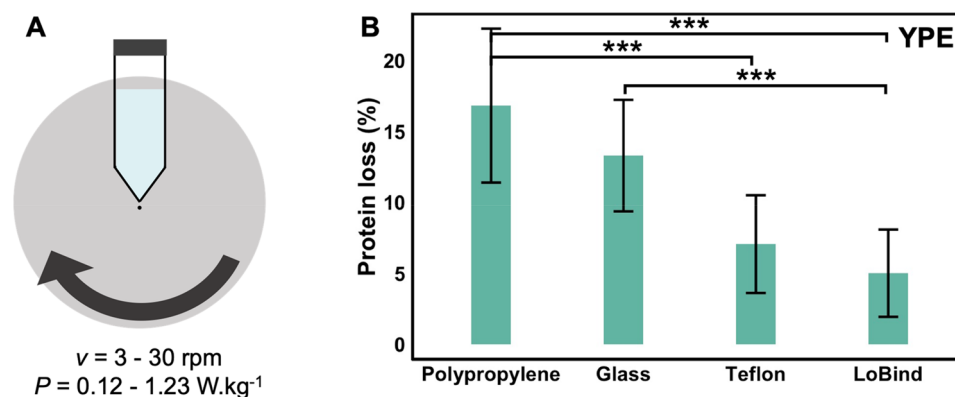 A
v = 3 - 30 rpm
P = 0.12 - 1.23 W.kg⁻¹
B
YPE
***
***
***
Protein loss (%)
20
15
10
5
0
Polypropylene Glass Teflon LoBind